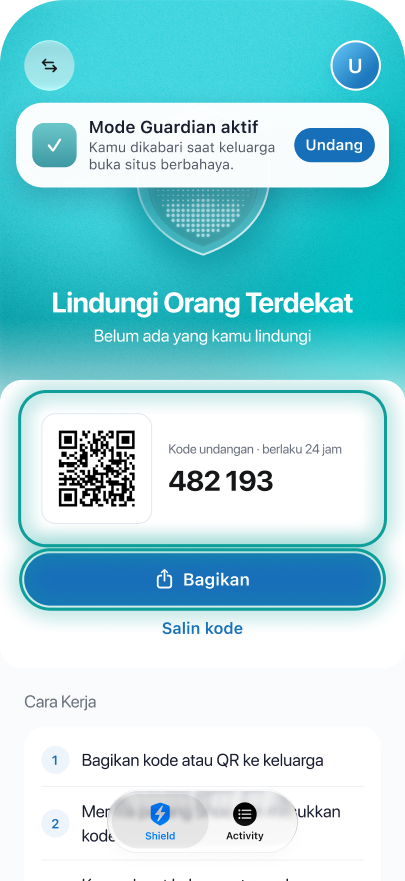 U
Mode Guardian aktif
Kamu dikabari saat keluarga
buka situs berbahaya.
Undang
Lindungi Orang Terdekat
Belum ada yang kamu lindungi
Kode undangan · berlaku 24 jam
482 193
Bagikan
Salin kode
Cara Kerja
1
Bagikan kode atau QR ke keluarga
2
kode
Shield
Activity